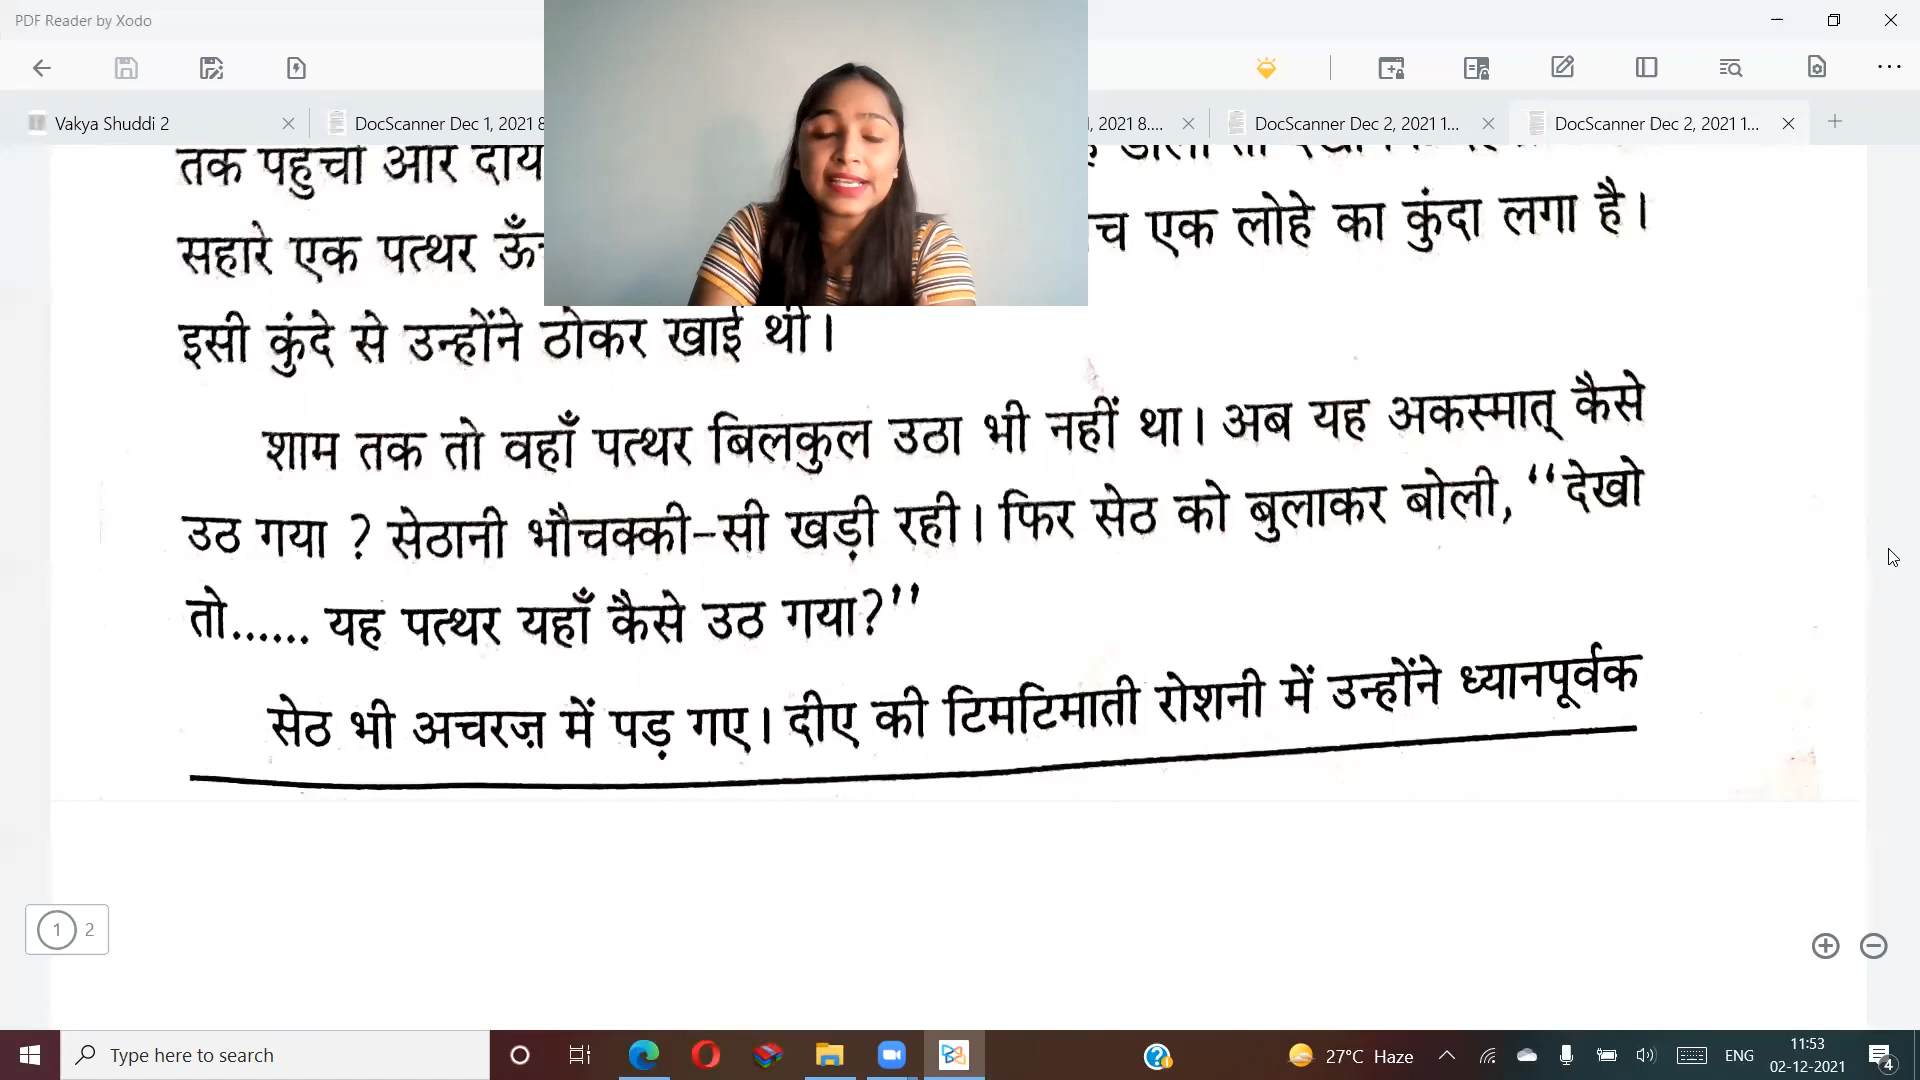 PDF Reader by Xodo
Vakya Shuddi 2
DocScanner Dec 1, 2021 8
, 2021 8....
DocScanner Dec 2, 2021 1...
DocScanner Dec 2, 2021 1...
तक पहुँची और दीये
सहारे एक पत्थर ऊँ
च एक लोहे का कुंदा लगा है।
इसी कुंदे से उन्होंने ठोकर खाई थी।
शाम तक तो वहाँ पत्थर बिलकुल उठा भी नहीं था। अब यह अकस्मात् कैसे
उठ गया ? सेठानी भौचक्की-सी खड़ी रही। फिर सेठ को बुलाकर बोली, “देखो
तो...... यह पत्थर यहाँ कैसे उठ गया?”
सेठ भी अचरज़ में पड़ गए। दीए की टिमटिमाती रोशनी में उन्होंने ध्यानपूर्वक
1 2
Type here to search
27°C Haze
ENG
11:53
02-12-2021
4